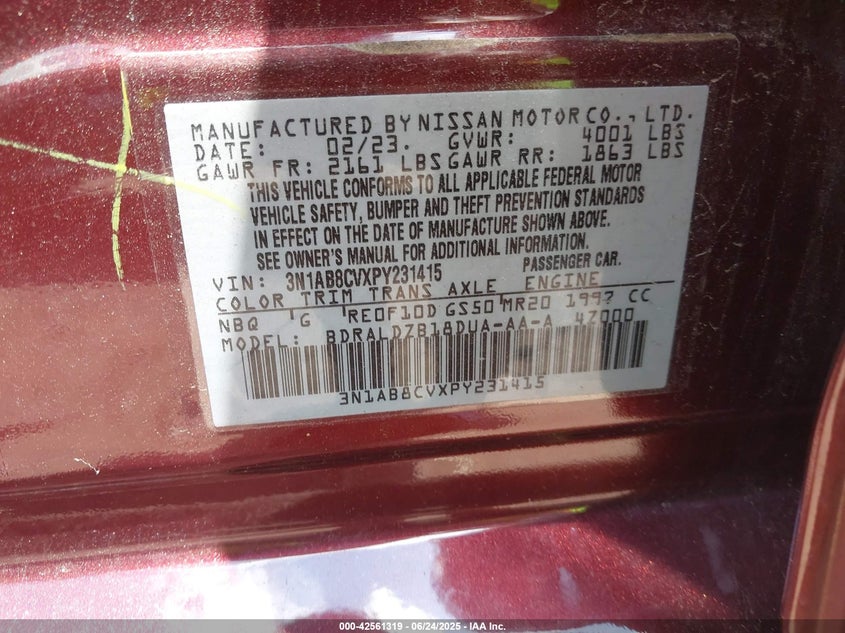 MANUFACTURED BY NISSAN MOTOR CO., LTD.
DATE: 02/23. GVWR: 4001 LBS
GAWR FR: 2161 LBS GAWR RR: 1863 LBS
THIS VEHICLE CONFORMS TO ALL APPLICABLE FEDERAL MOTOR
VEHICLE SAFETY, BUMPER AND THEFT PREVENTION STANDARDS
IN EFFECT ON THE DATE OF MANUFACTURE SHOWN ABOVE.
SEE OWNER'S MANUAL FOR ADDITIONAL INFORMATION.
VIN: 3N1AB8CVXPY231415 PASSENGER CAR.
COLOR TRIM TRANS AXLE ENGINE
NBQ G RE0F10D GS50 MR20 1997 CC
MODEL: BDRALDZB18DUA-AA-A 4Z000
3N1AB8CVXPY231415
000-42561319 - 06/24/2025 - IAA Inc.